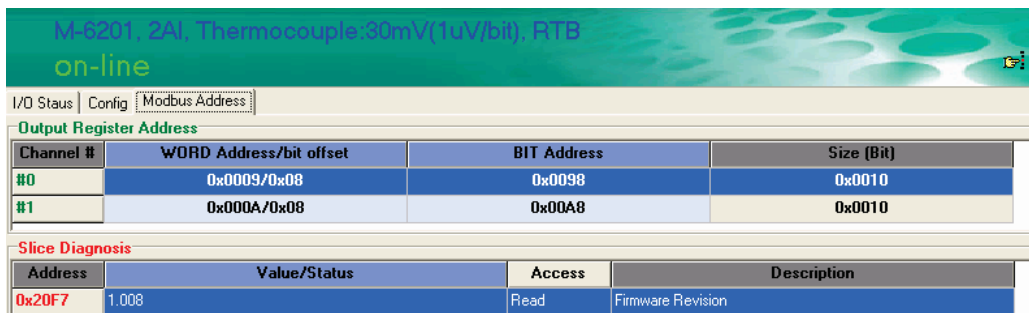 M-6201, 2AI, Thermocouple:30mV(1uV/bit), RTB
on-line
I/O Staus Config Modbus Address
Output Register Address
Channel # WORD Address/bit offset BIT Address Size (Bit)
#0 0x0009/0x08 0x0098 0x0010
#1 0x000A/0x08 0x00A8 0x0010
Slice Diagnosis
Address Value/Status Access Description
0x20F7 1.008 Read Firmware Revision